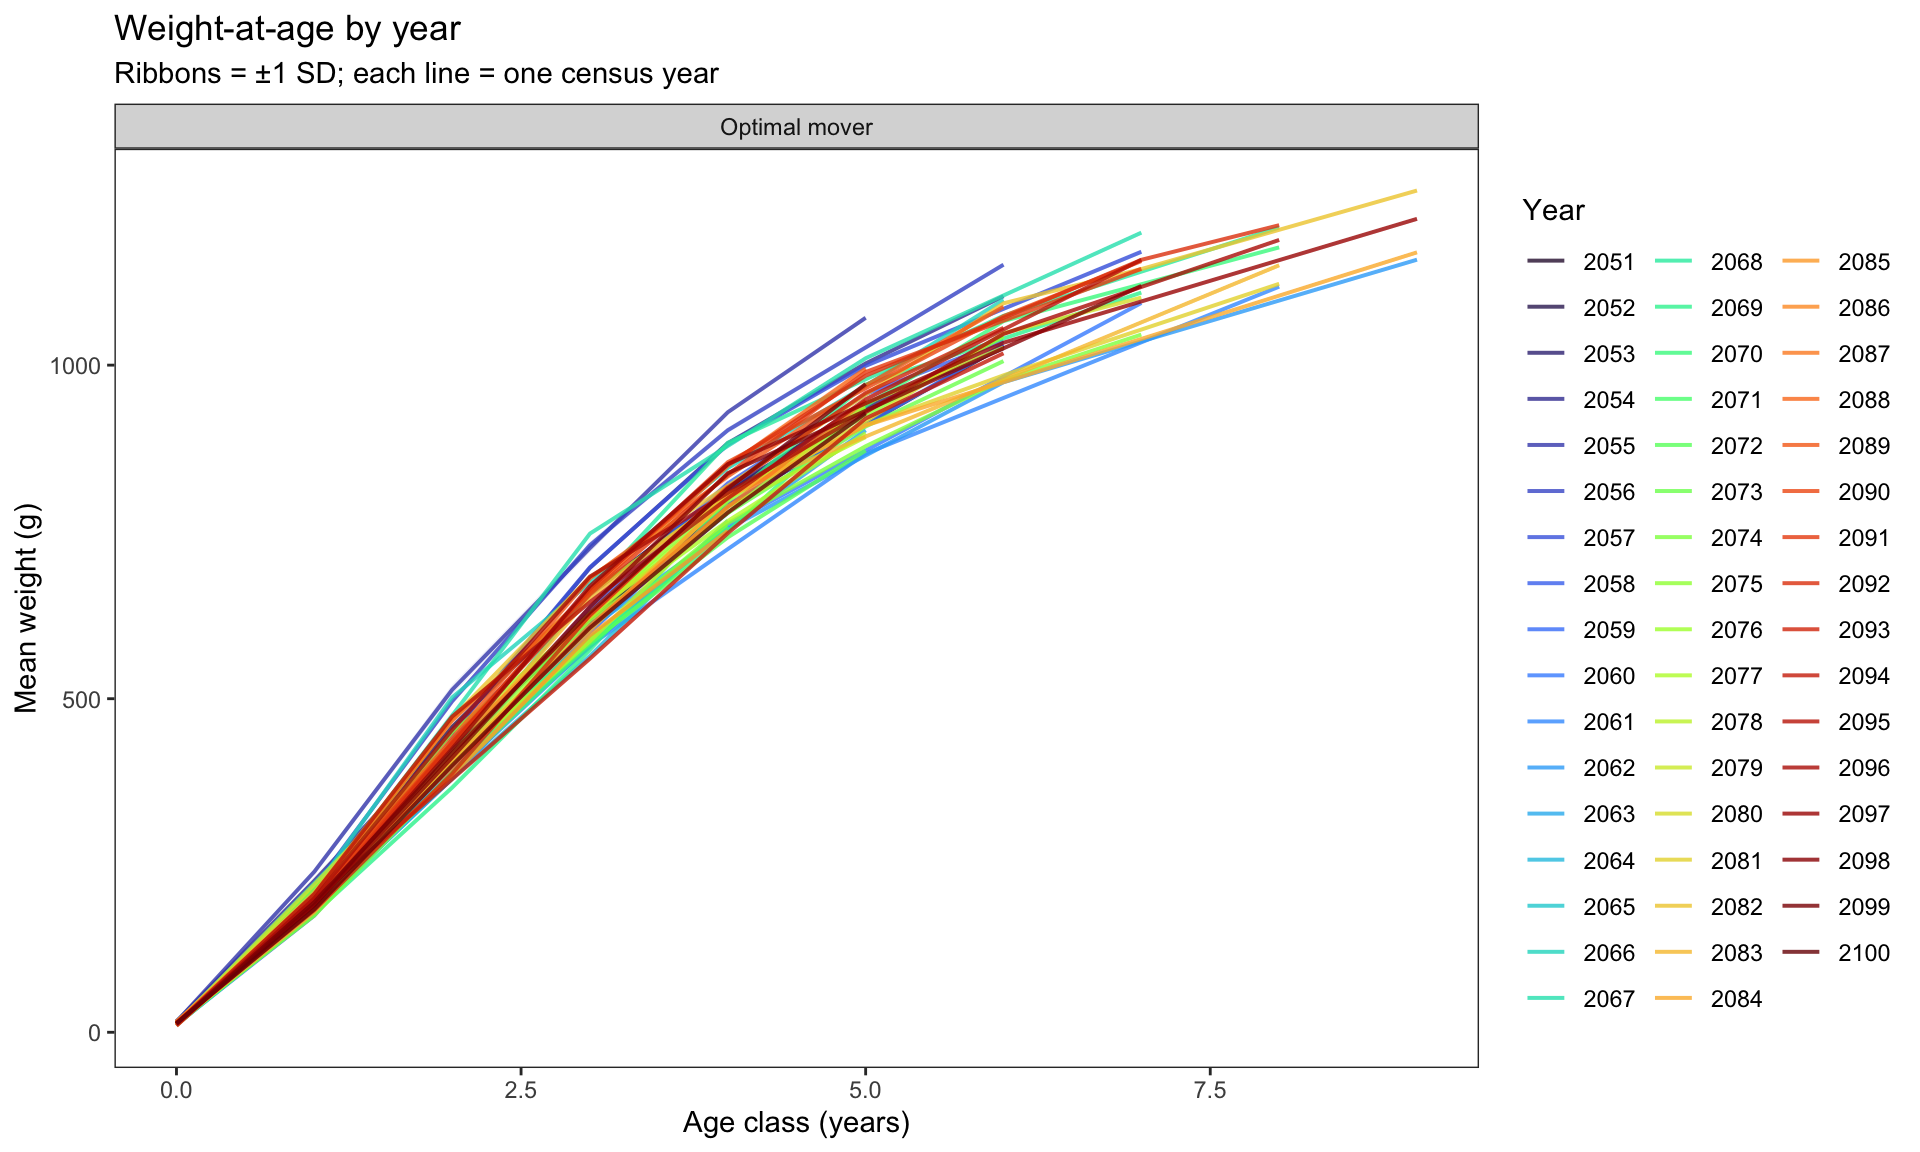 Weight-at-age by year
Ribbons = ±1 SD; each line = one census year
Optimal mover
Mean weight (g)
1000
500
0
0.0 2.5 5.0 7.5
Age class (years)
Year
2051 2068 2085
2052 2069 2086
2053 2070 2087
2054 2071 2088
2055 2072 2089
2056 2073 2090
2057 2074 2091
2058 2075 2092
2059 2076 2093
2060 2077 2094
2061 2078 2095
2062 2079 2096
2063 2080 2097
2064 2081 2098
2065 2082 2099
2066 2083 2100
2067 2084